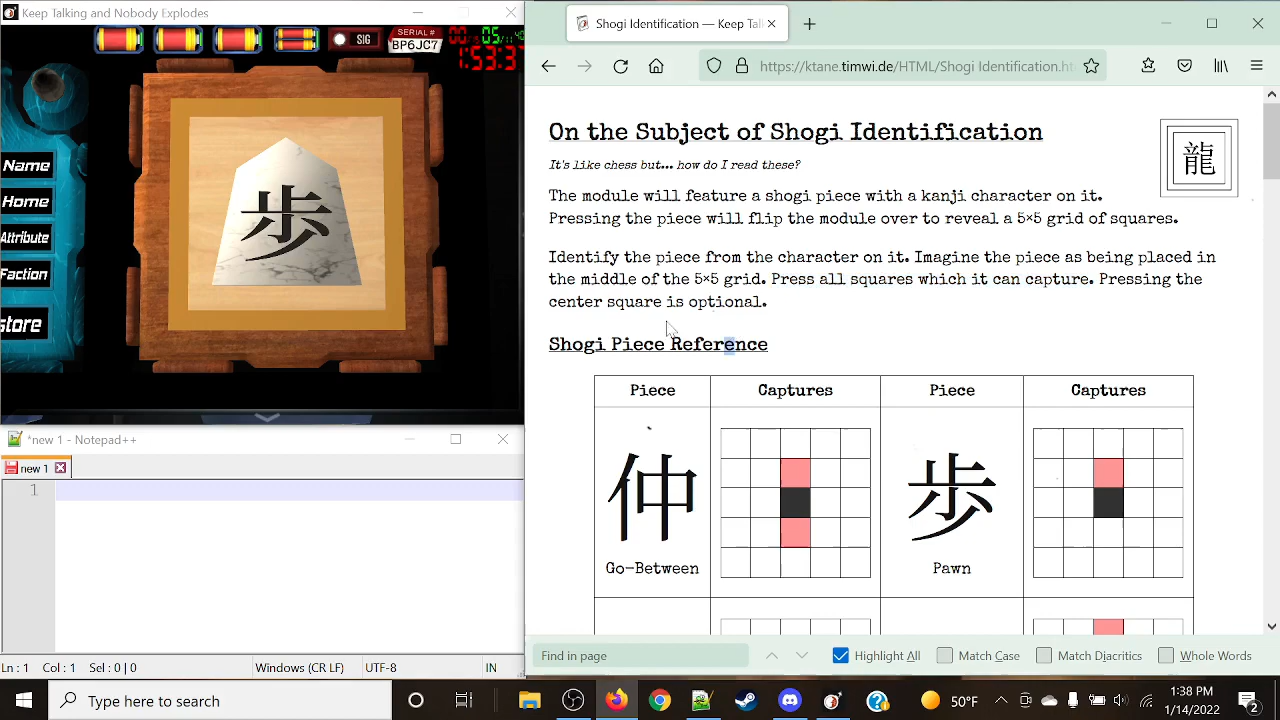 Keep Talking and Nobody Explodes
SIG
SERIAL #
BP6JC7
05
1:53:3
Name
Home
Attribute
Faction
store
歩
*new 1 - Notepad++
new 1
1
Ln : 1 Col : 1 Sel : 0 | 0
Windows (CR LF)
UTF-8
IN
Shogi Identification — Keep Talki
https://ktane.timwi.de/HTML/Shogi Identification.ht
On the Subject of Shogi Identification
龍
It's like chess but… how do I read these?
The module will feature a shogi piece with a kanji character on it.
Pressing the piece will flip the module over to reveal a 5×5 grid of squares.
Identify the piece from the character on it. Imagine the piece as being placed in
the middle of the 5×5 grid. Press all squares which it can capture. Pressing the
center square is optional.
Shogi Piece Reference
Piece Captures Piece Captures
仲 歩
Go-Between Pawn
Find in page
Highlight All
Match Case
Match Diacritics
Whole Words
Type here to search
50°F
1:38 PM
1/14/2022
2